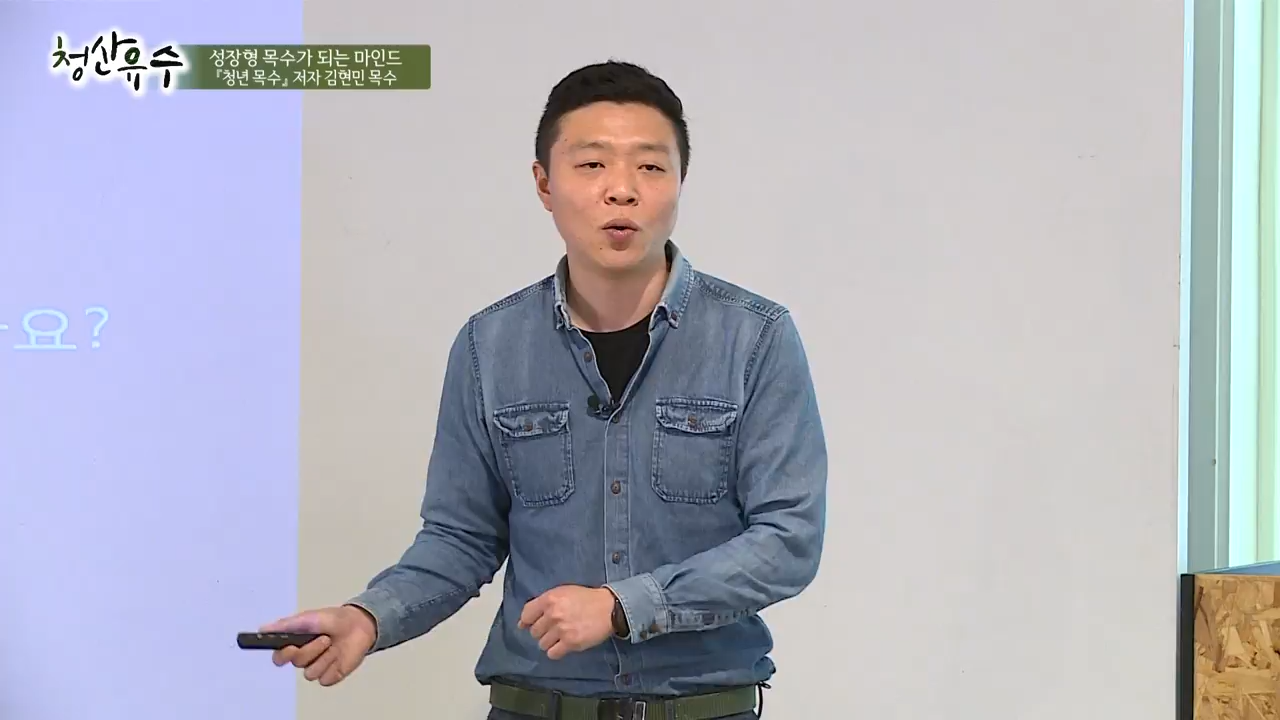 청산유수
성장형 목수가 되는 마인드
『청년 목수』 저자 김현민 목수
요?